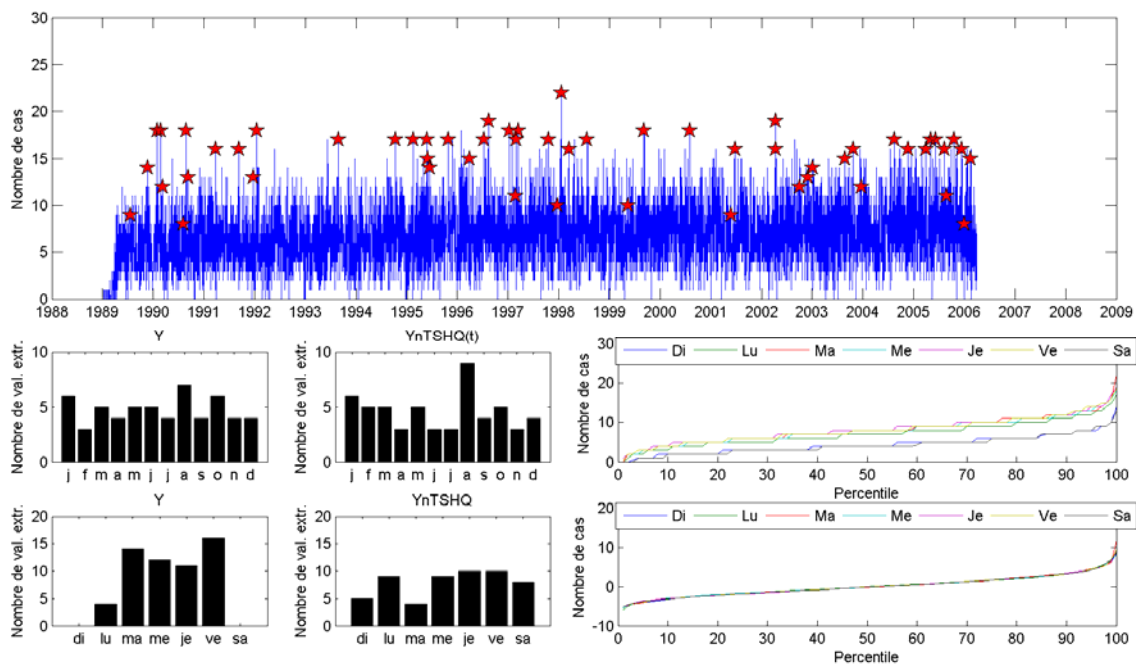 30
25
20
15
10
5
0
Nombre de cas
1988 1989 1990 1991 1992 1993 1994 1995 1996 1997 1998 1999 2000 2001 2002 2003 2004 2005 2006 2007 2008 2009
Y
Nombre de val. extr.
10
5
0
j f m a m j j a s o n d
YnTSHQ(t)
Nombre de val. extr.
10
5
0
j f m a m j j a s o n d
Nombre de cas
30
Di Lu Ma Me Je Ve Sa
20
10
0
10 20 30 40 50 60 70 80 90 100
Percentile
Y
Nombre de val. extr.
20
15
10
5
0
di lu ma me je ve sa
YnTSHQ
Nombre de val. extr.
20
15
10
5
0
di lu ma me je ve sa
Nombre de cas
20
Di Lu Ma Me Je Ve Sa
10
0
-10
10 20 30 40 50 60 70 80 90 100
Percentile